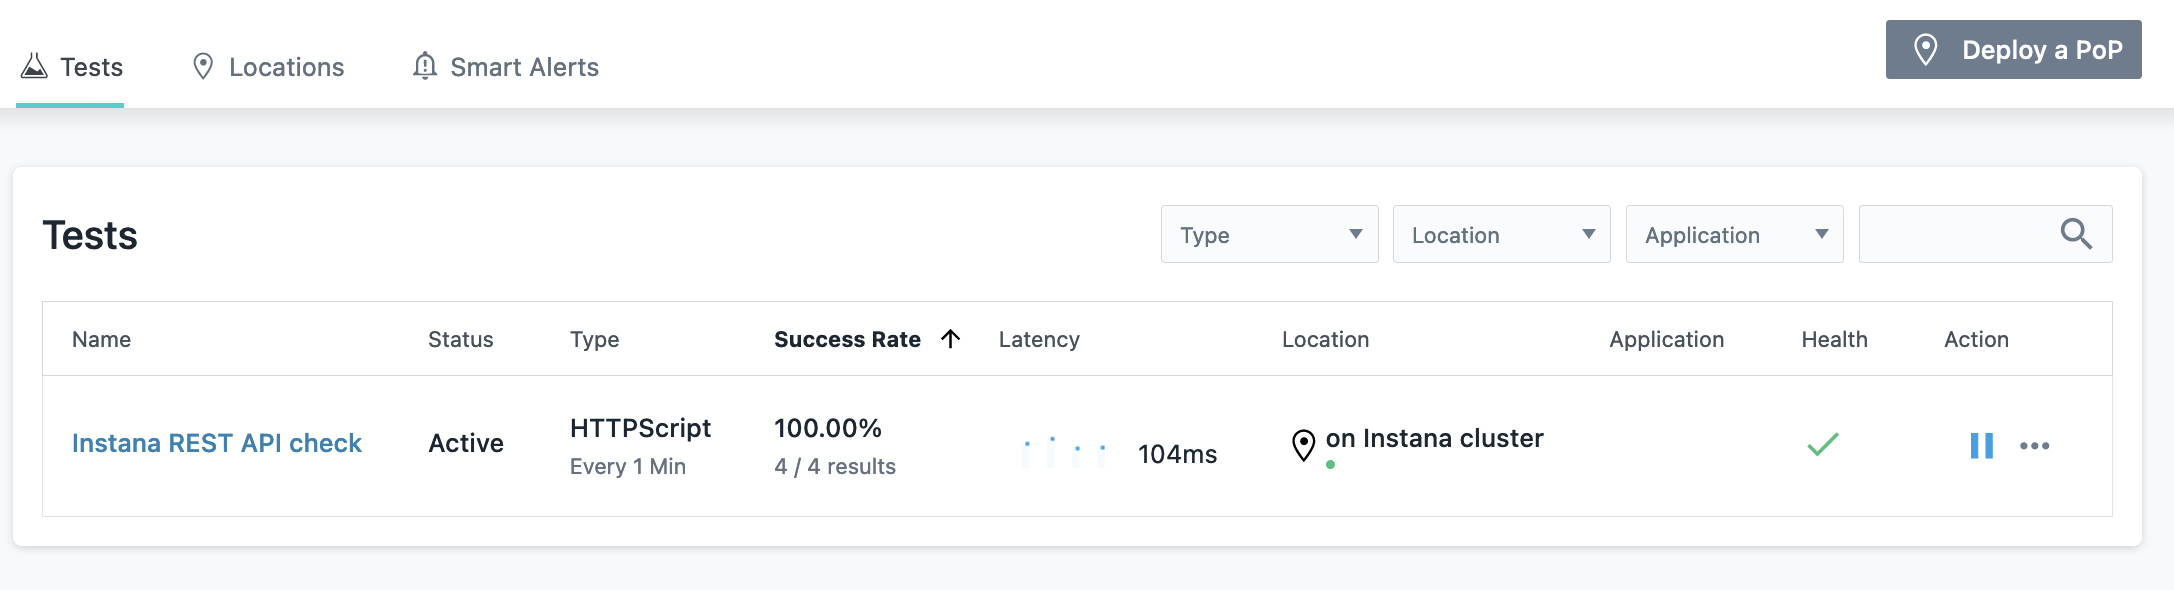 Tests
Locations
Smart Alerts
Deploy a PoP
Tests
Type
Location
Application
Name
Status
Type
Success Rate
Latency
Location
Application
Health
Action
Instana REST API check
Active
HTTPScript
Every 1 Min
100.00%
4 / 4 results
104ms
on Instana cluster